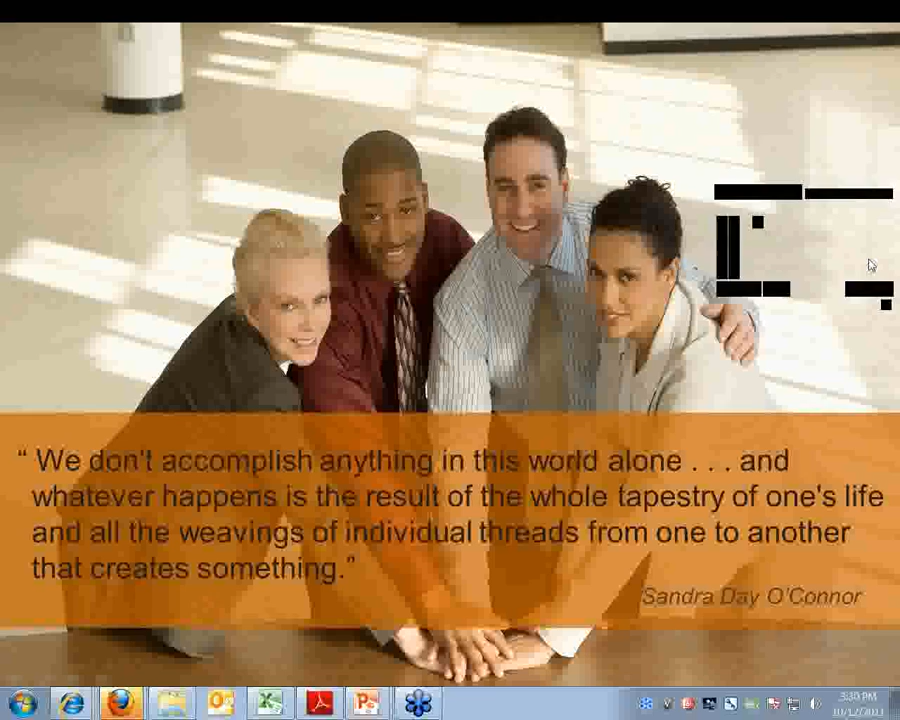 “ We don't accomplish anything in this world alone . . . and
whatever happens is the result of the whole tapestry of one's life
and all the weavings of individual threads from one to another
that creates something.”
Sandra Day O'Connor
3:30 PM